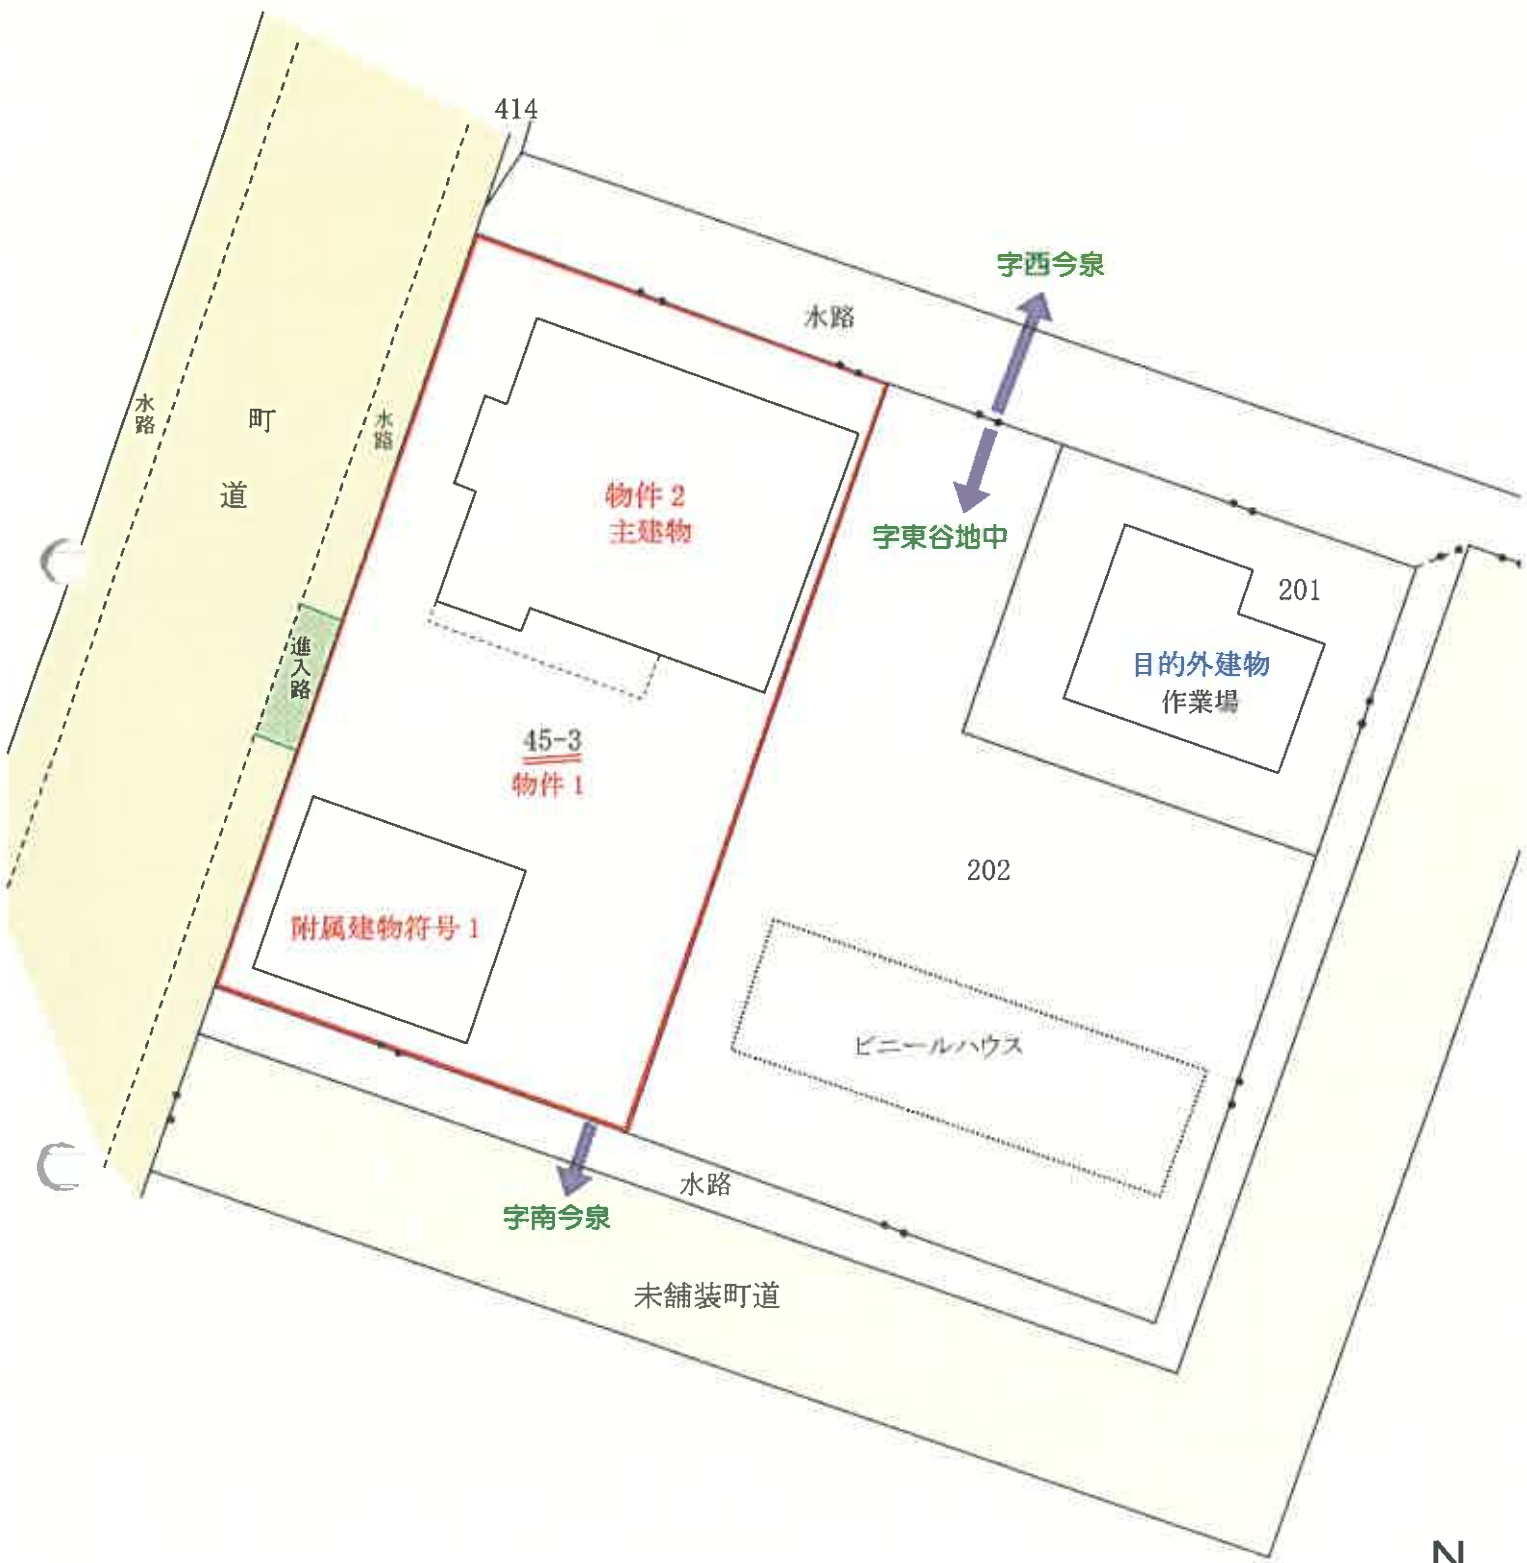 414
字西今泉
水路
水路
町道
水路
物件2
主建物
字東谷地中
201
目的外建物
作業場
進入路
45-3
物件1
202
附属建物符号1
ビニールハウス
水路
字南今泉
未舗装町道
N